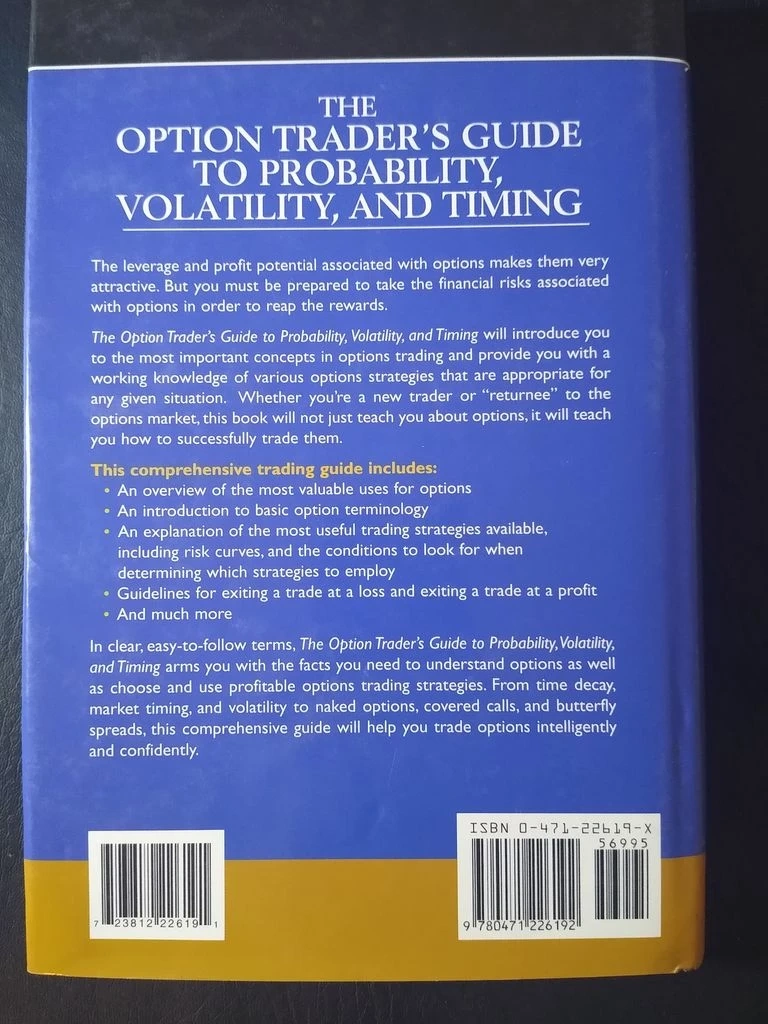 THE
OPTION TRADER'S GUIDE
TO PROBABILITY,
VOLATILITY, AND TIMING
The leverage and profit potential associated with options makes them very
attractive. But you must be prepared to take the financial risks associated
with options in order to reap the rewards.
The Option Trader's Guide to Probability, Volatility, and Timing will introduce you
to the most important concepts in options trading and provide you with a
working knowledge of various options strategies that are appropriate for
any given situation. Whether you're a new trader or "returnee" to the
options market, this book will not just teach you about options, it will teach
you how to successfully trade them.
This comprehensive trading guide includes:
• An overview of the most valuable uses for options
• An introduction to basic option terminology
• An explanation of the most useful trading strategies available,
including risk curves, and the conditions to look for when
determining which strategies to employ
• Guidelines for exiting a trade at a loss and exiting a trade at a profit
• And much more
In clear, easy-to-follow terms, The Option Trader's Guide to Probability, Volatility,
and Timing arms you with the facts you need to understand options as well
as choose and use profitable options trading strategies. From time decay,
market timing, and volatility to naked options, covered calls, and butterfly
spreads, this comprehensive guide will help you trade options intelligently
and confidently.
7 23812 22619 1
ISBN 0-471-22619-X
56995
9 780471 226192